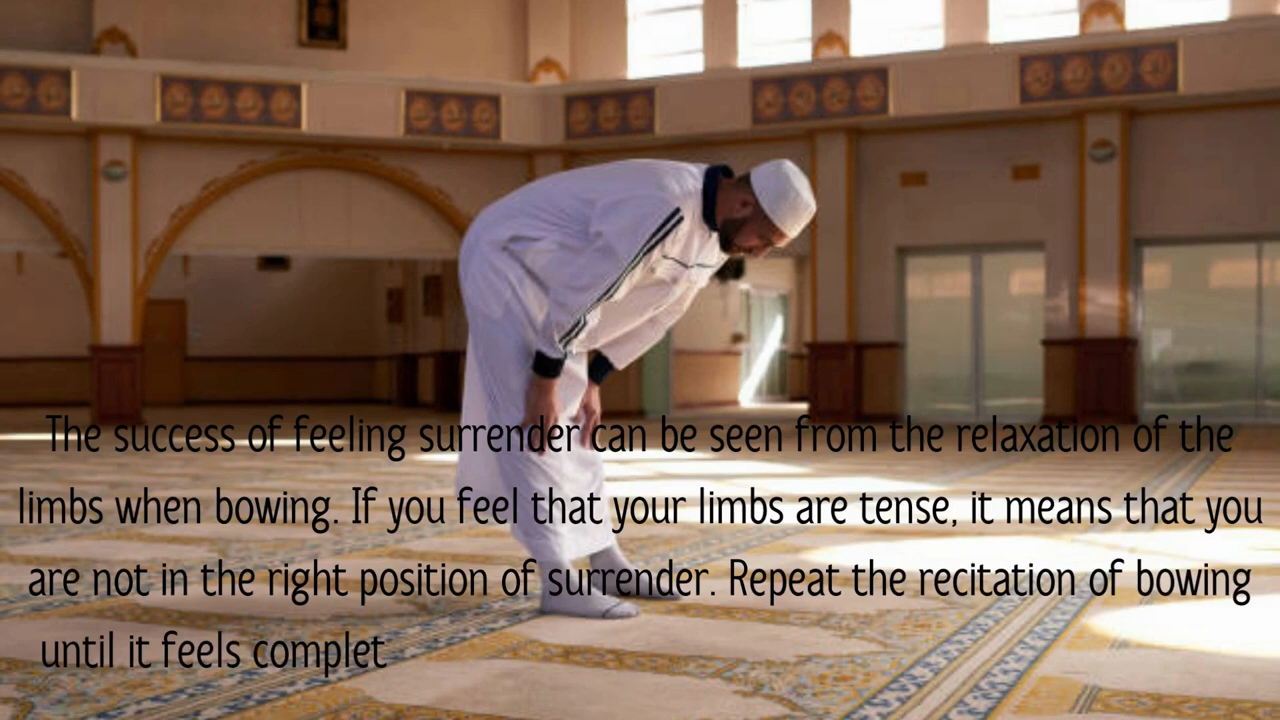 The success of feeling surrender can be seen from the relaxation of the
limbs when bowing. If you feel that your limbs are tense, it means that you
are not in the right position of surrender. Repeat the recitation of bowing
until it feels complet